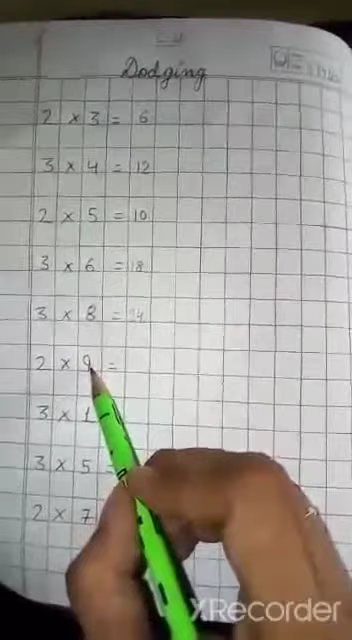 Dodging
2 × 3 = 6
3 × 4 = 12
2 × 5 = 10
3 × 6 = 18
3 × 8 = 24
2 × 9 =
3 × 1
3 × 5 =
2 × 7
XRecorder